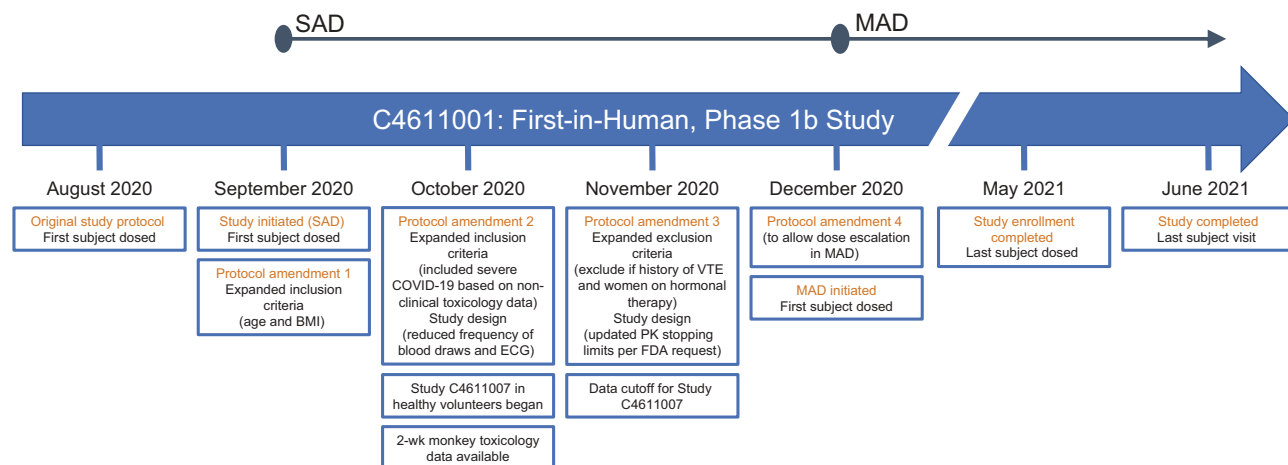 SAD
MAD
C4611001: First-in-Human, Phase 1b Study
August 2020
Original study protocol
First subject dosed
September 2020
Study initiated (SAD)
First subject dosed
Protocol amendment 1
Expanded inclusion
criteria
(age and BMI)
October 2020
Protocol amendment 2
Expanded inclusion
criteria
(included severe
COVID-19 based on non-
clinical toxicology data)
Study design
(reduced frequency of
blood draws and ECG)
Study C4611007 in
healthy volunteers began
2-wk monkey toxicology
data available
November 2020
Protocol amendment 3
Expanded exclusion
criteria
(exclude if history of VTE
and women on hormonal
therapy)
Study design
(updated PK stopping
limits per FDA request)
Data cutoff for Study
C4611007
December 2020
Protocol amendment 4
(to allow dose escalation
in MAD)
MAD initiated
First subject dosed
May 2021
Study enrollment
completed
Last subject dosed
June 2021
Study completed
Last subject visit